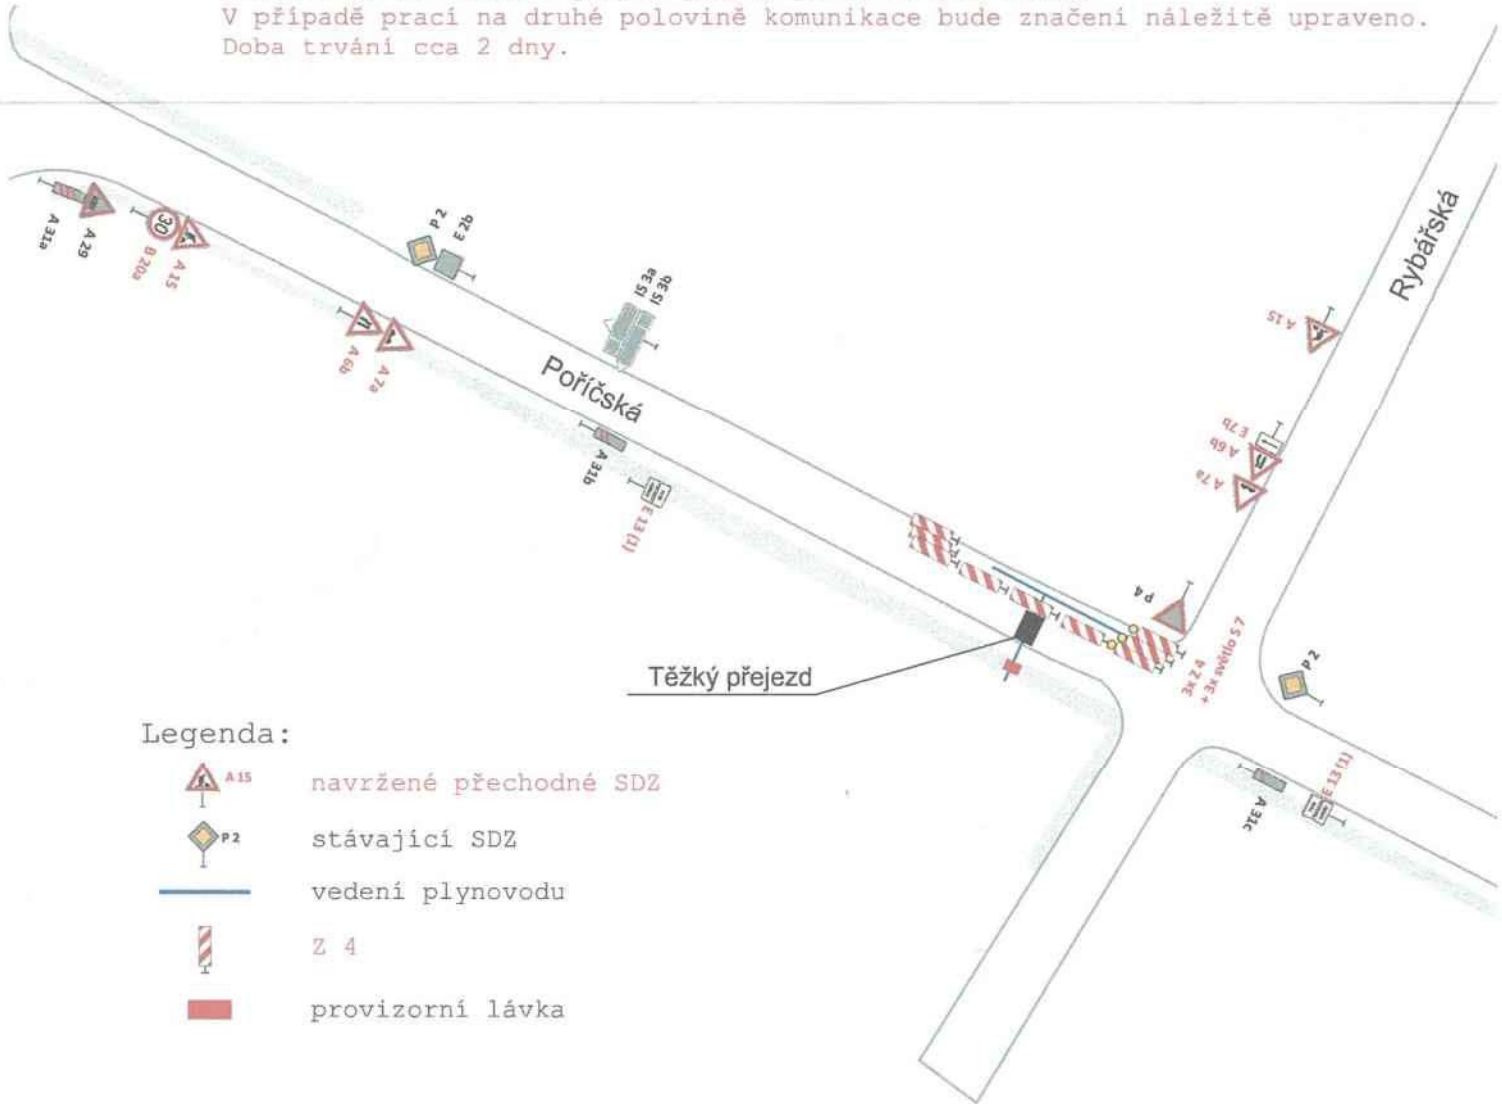 V případě prací na druhé polovině komunikace bude značení náležitě upraveno.
Doba trvání cca 2 dny.
A 31a
A 29
30
B 20a
A 15
P 2
E 2b
A 6b
A 7a
IS 3a
IS 3b
Poříčská
A 31b
E 13 (1)
Rybářská
A 15
E 7b
A 6b
A 7a
P 4
3x Z 4
+ 3x světlo S 7
P 2
Těžký přejezd
A 31c
E 13 (1)
Legenda:
A 15 navržené přechodné SDZ
P 2 stávající SDZ
vedení plynovodu
Z 4
provizorní lávka